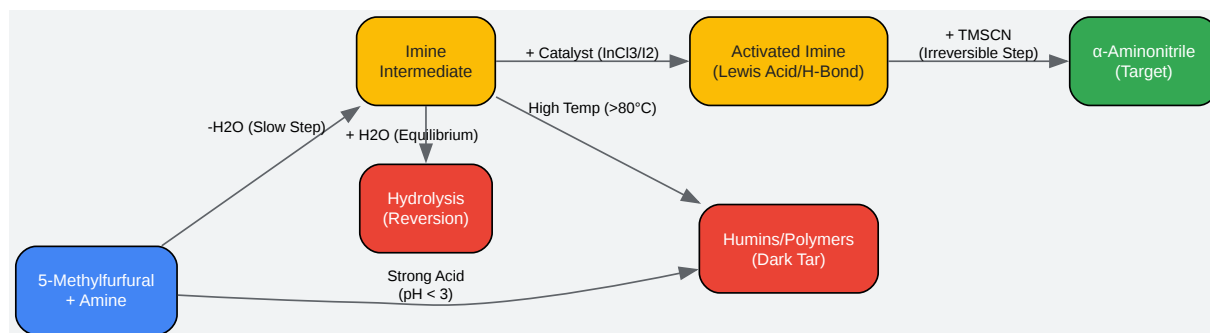 Imine
Intermediate
+ Catalyst (InCl3/I2)
Activated Imine
(Lewis Acid/H-Bond)
+ TMSCN
(Irreversible Step)
α-Aminonitrile
(Target)
High Temp (>80°C)
-H2O (Slow Step)
+ H2O (Equilibrium)
Hydrolysis
(Reversion)
Humins/Polymers
(Dark Tar)
5-Methylfurfural
+ Amine
Strong Acid
(pH < 3)